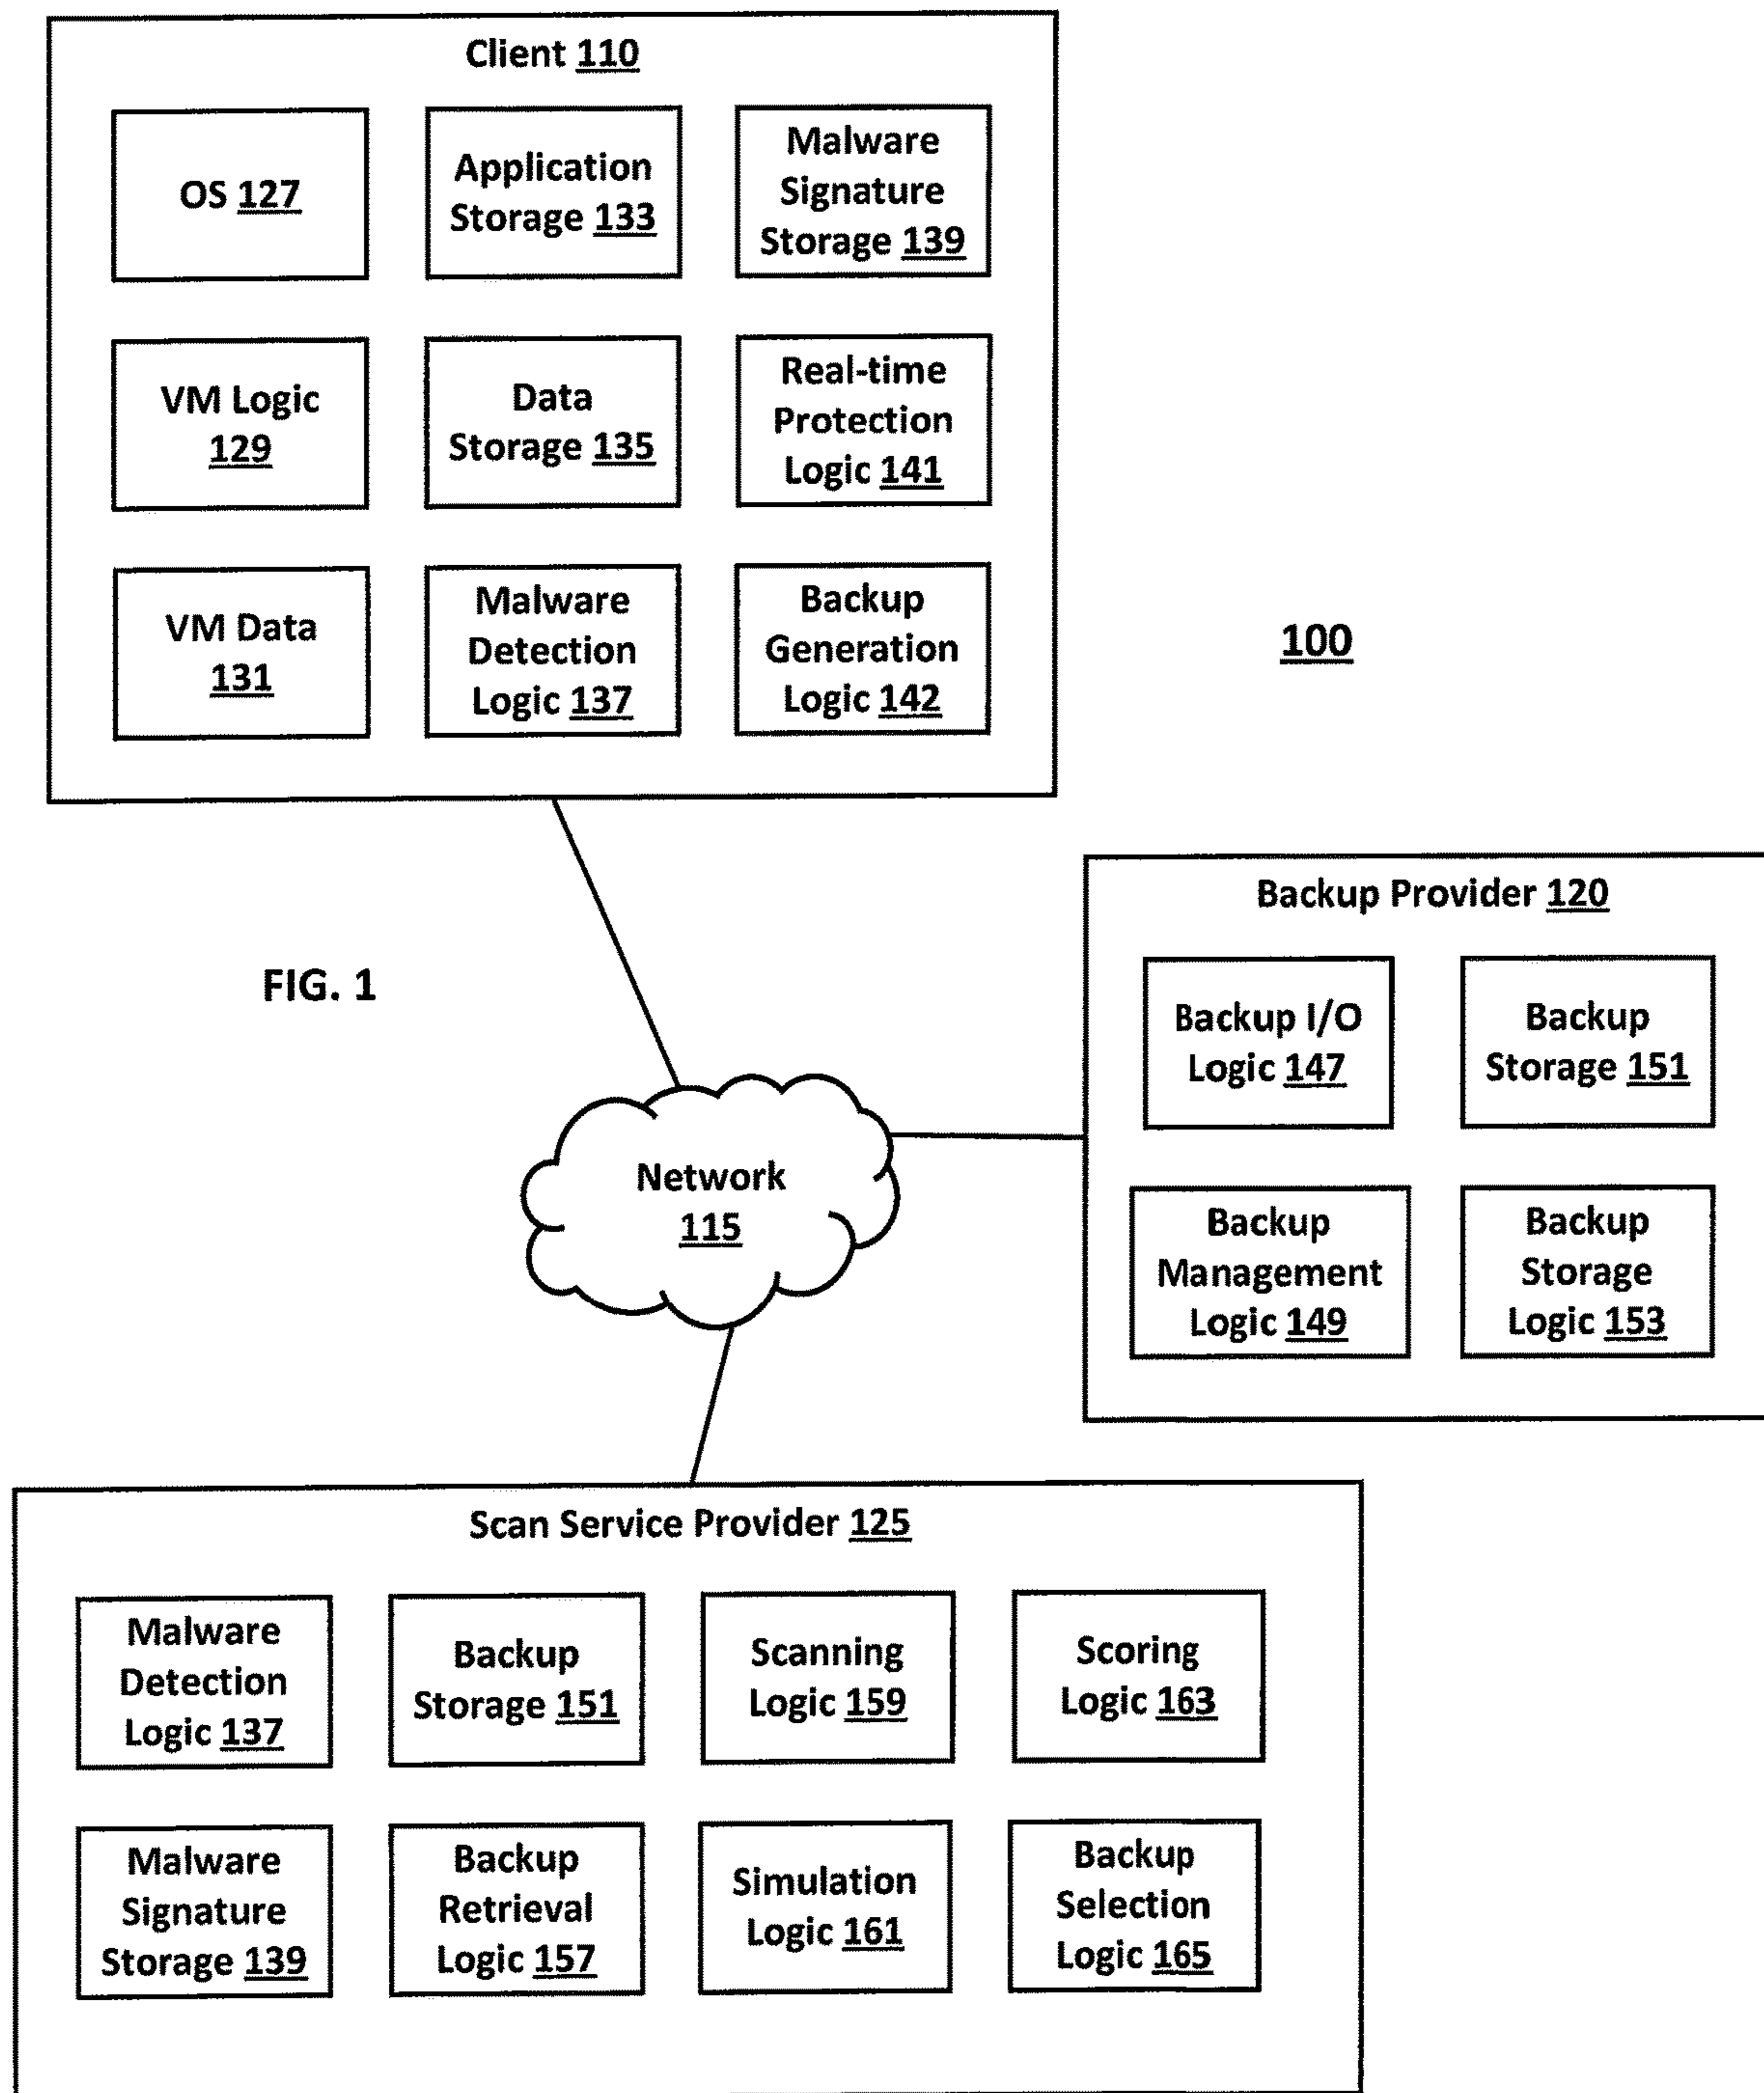 Client 110
OS 127
Application
Storage 133
Malware
Signature
Storage 139
VM Logic
129
Data
Storage 135
Real-time
Protection
Logic 141
VM Data
131
Malware
Detection
Logic 137
Backup
Generation
Logic 142
100
Backup Provider 120
Backup I/O
Logic 147
Backup
Storage 151
Backup
Management
Logic 149
Backup
Storage
Logic 153
FIG. 1
Network
115
Scan Service Provider 125
Malware
Detection
Logic 137
Backup
Storage 151
Scanning
Logic 159
Scoring
Logic 163
Malware
Signature
Storage 139
Backup
Retrieval
Logic 157
Simulation
Logic 161
Backup
Selection
Logic 165